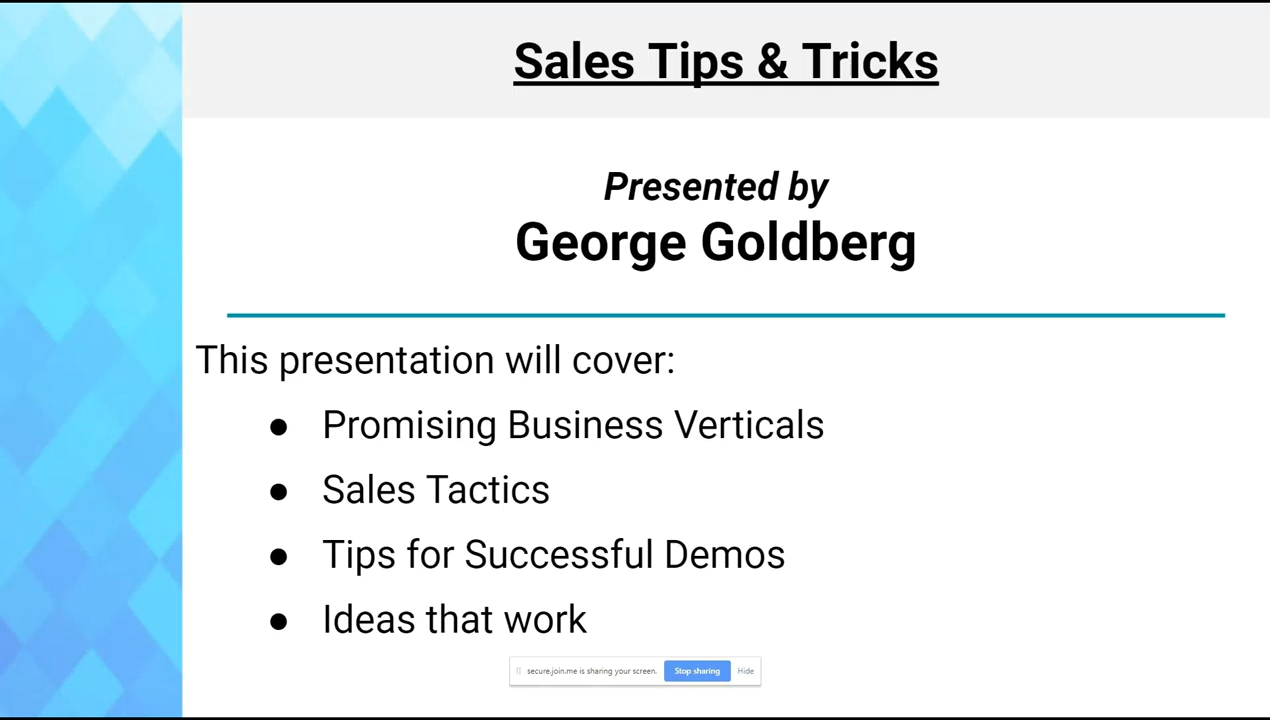 Sales Tips & Tricks
Presented by
George Goldberg
This presentation will cover:
● Promising Business Verticals
● Sales Tactics
● Tips for Successful Demos
● Ideas that work
secure.join.me is sharing your screen. Stop sharing Hide